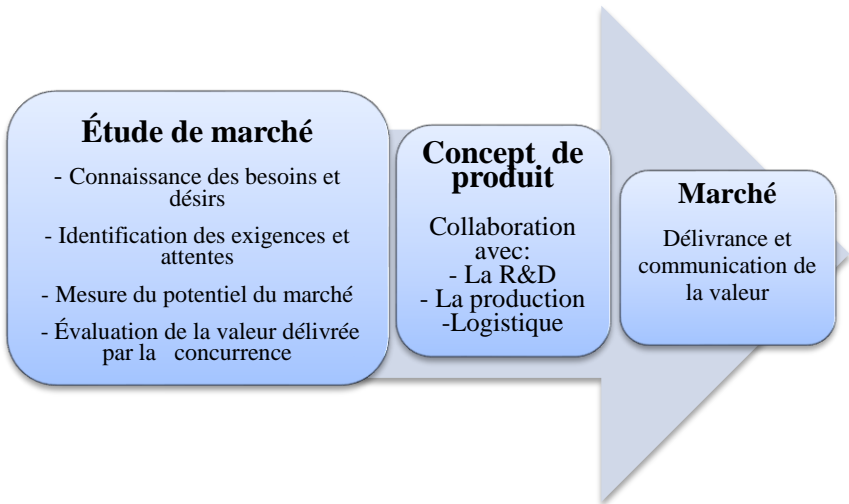 Étude de marché
- Connaissance des besoins et
désirs
- Identification des exigences et
attentes
- Mesure du potentiel du marché
- Évaluation de la valeur délivrée
par la concurrence
Concept de
produit
Collaboration
avec:
- La R&D
- La production
-Logistique
Marché
Délivrance et
communication de
la valeur